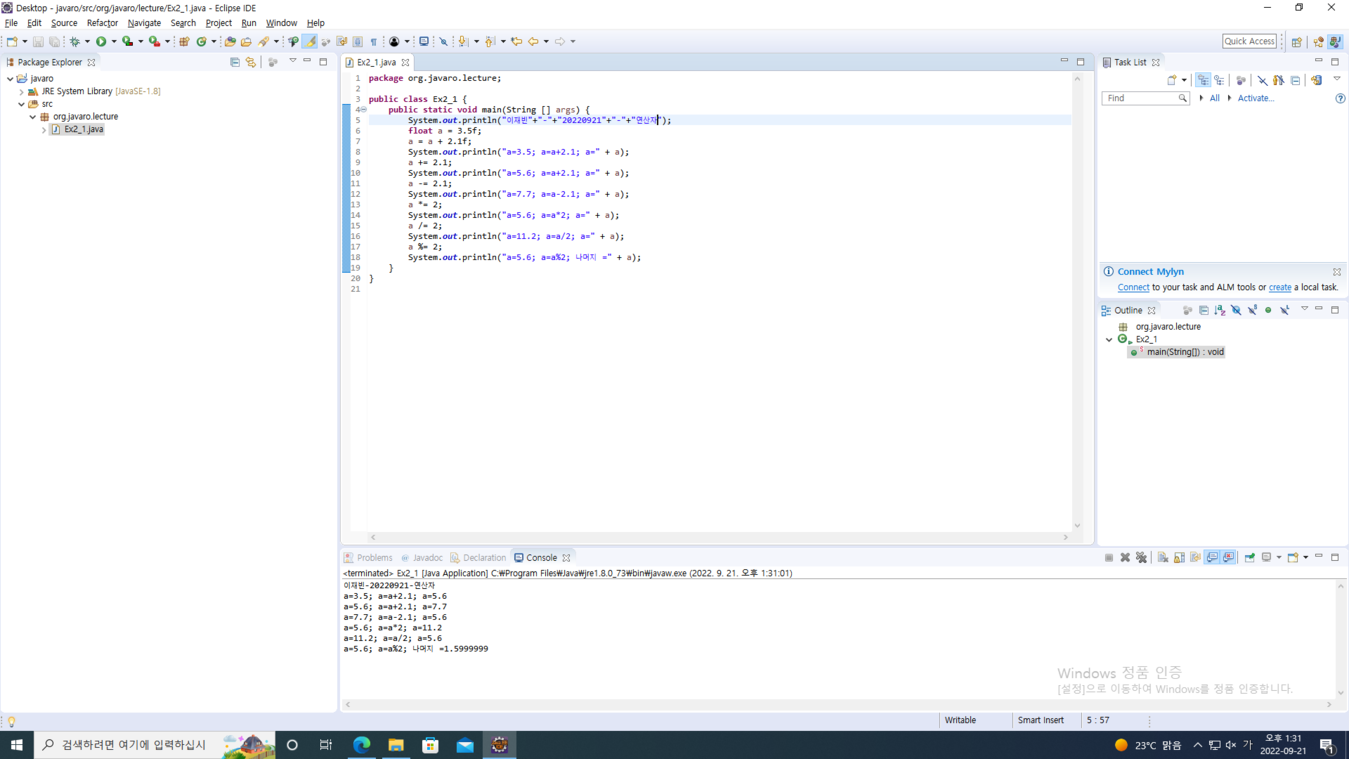 Desktop - javaro/src/org/javaro/lecture/Ex2_1.java - Eclipse IDE
File Edit Source Refactor Navigate Search Project Run Window Help
Quick Access
Package Explorer
javaro
JRE System Library [JavaSE-1.8]
src
org.javaro.lecture
Ex2_1.java
Ex2_1.java
1 package org.javaro.lecture;
2
3 public class Ex2_1 {
4 public static void main(String [] args) {
5 System.out.println("이재빈"+"-"+"20220921"+"-"+"연산자");
6 float a = 3.5f;
7 a = a + 2.1f;
8 System.out.println("a=3.5; a=a+2.1; a=" + a);
9 a += 2.1;
10 System.out.println("a=5.6; a=a+2.1; a=" + a);
11 a -= 2.1;
12 System.out.println("a=7.7; a=a-2.1; a=" + a);
13 a *= 2;
14 System.out.println("a=5.6; a=a*2; a=" + a);
15 a /= 2;
16 System.out.println("a=11.2; a=a/2; a=" + a);
17 a %= 2;
18 System.out.println("a=5.6; a=a%2; 나머지 =" + a);
19 }
20 }
21
Task List
Find All Activate...
Connect Mylyn
Connect to your task and ALM tools or create a local task.
Outline
org.javaro.lecture
Ex2_1
main(String[]) : void
Problems Javadoc Declaration Console
<terminated> Ex2_1 [Java Application] C:₩Program Files₩Java₩jre1.8.0_73₩bin₩javaw.exe (2022. 9. 21. 오후 1:31:01)
이재빈-20220921-연산자
a=3.5; a=a+2.1; a=5.6
a=5.6; a=a+2.1; a=7.7
a=7.7; a=a-2.1; a=5.6
a=5.6; a=a*2; a=11.2
a=11.2; a=a/2; a=5.6
a=5.6; a=a%2; 나머지 =1.5999999
Windows 정품 인증
[설정]으로 이동하여 Windows를 정품 인증합니다.
Writable Smart Insert 5 : 57
검색하려면 여기에 입력하십시
23°C 맑음 가 오후 1:31
2022-09-21
1